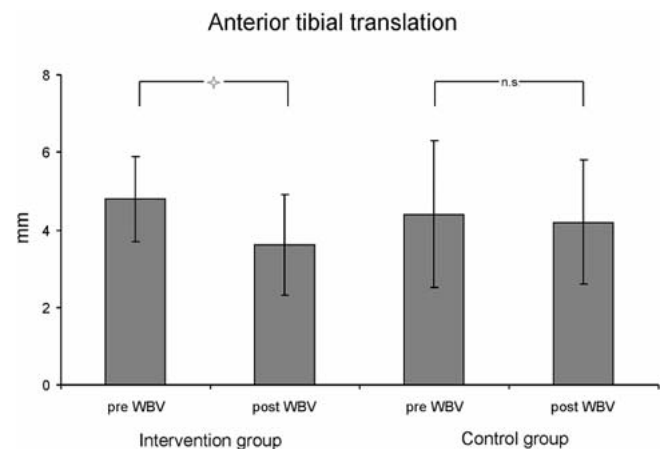 Anterior tibial translation
8
n.s.
6
mm
4
2
0
pre WBV post WBV pre WBV post WBV
Intervention group Control group